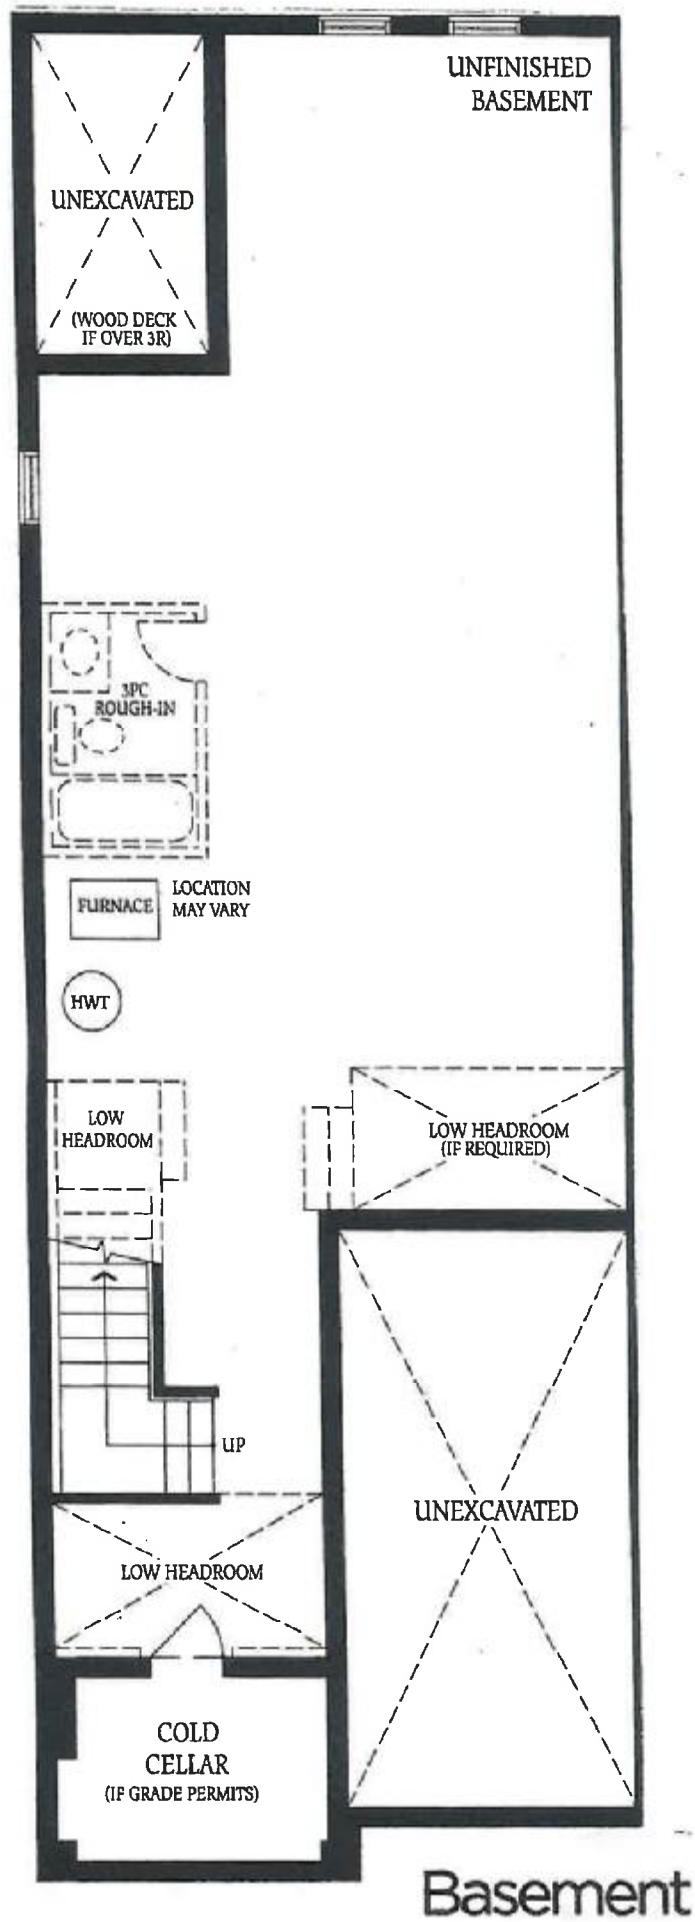 UNFINISHED
BASEMENT
UNEXCAVATED
(WOOD DECK
IF OVER 3R)
3PC
ROUGH-IN
FURNACE
LOCATION
MAY VARY
HWT
LOW
HEADROOM
LOW HEADROOM
(IF REQUIRED)
UP
UNEXCAVATED
LOW HEADROOM
COLD
CELLAR
(IF GRADE PERMITS)
Basement